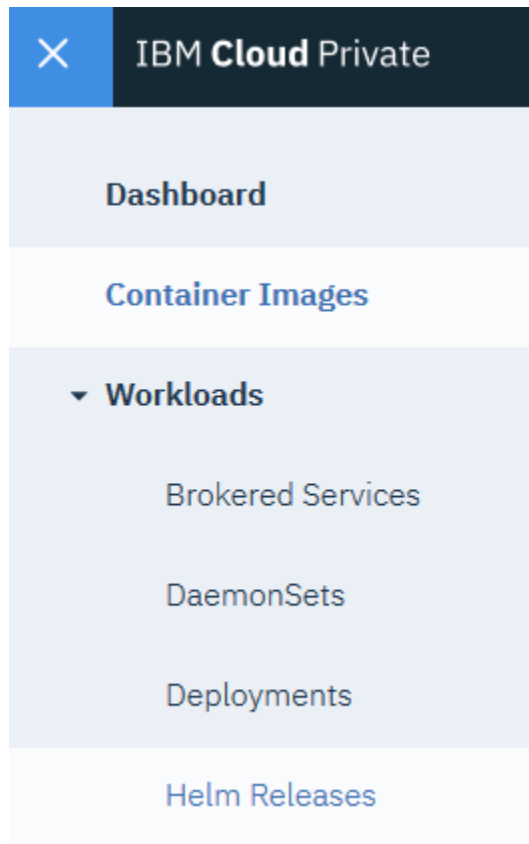 IBM Cloud Private
Dashboard
Container Images
Workloads
Brokered Services
DaemonSets
Deployments
Helm Releases